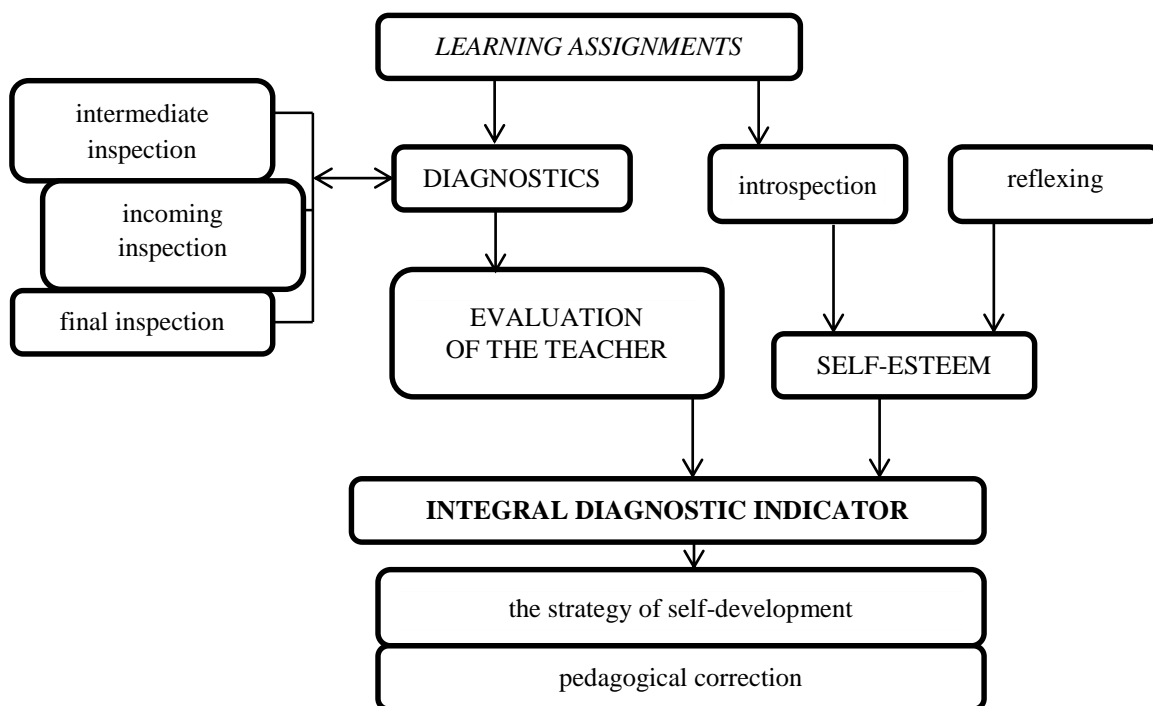 LEARNING ASSIGNMENTS
intermediate
inspection
incoming
inspection
final inspection
DIAGNOSTICS
introspection
reflexing
EVALUATION
OF THE TEACHER
SELF-ESTEEM
INTEGRAL DIAGNOSTIC INDICATOR
the strategy of self-development
pedagogical correction